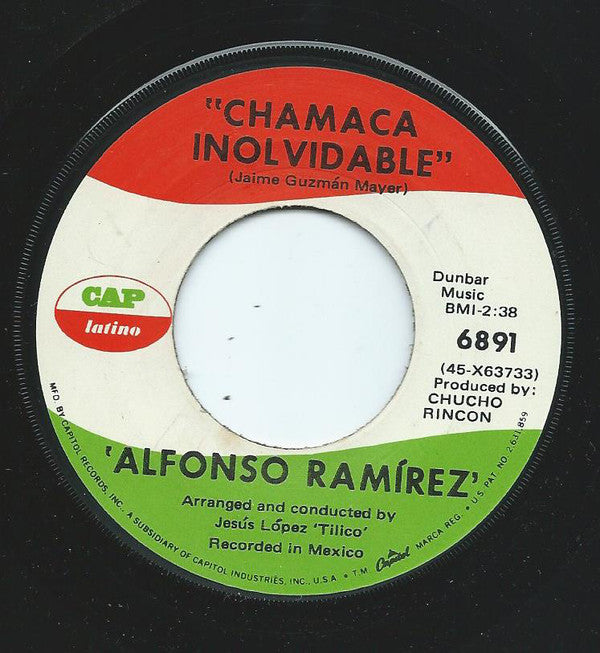 "CHAMACA
INOLVIDABLE"
(Jaime Guzmán Mayer)
CAP
latino
Dunbar
Music
BMI-2:38
6891
(45-X63733)
Produced by:
CHUCHO
RINCON
'ALFONSO RAMÍREZ'
Arranged and conducted by
Jesús López 'Tilico'
Recorded in Mexico
MFD. BY CAPITOL RECORDS, INC., A SUBSIDIARY OF CAPITOL INDUSTRIES, INC., U.S.A. • T.M. Capitol MARCA REG. • U.S. PAT. NO. 2,631,859